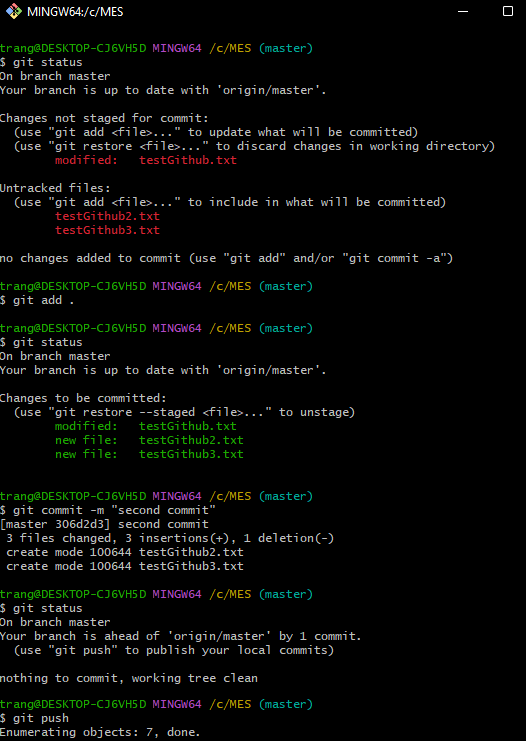 MINGW64:/c/MES
trang@DESKTOP-CJ6VH5D MINGW64 /c/MES (master)
$ git status
On branch master
Your branch is up to date with 'origin/master'.
Changes not staged for commit:
(use "git add <file>..." to update what will be committed)
(use "git restore <file>..." to discard changes in working directory)
modified: testGithub.txt
Untracked files:
(use "git add <file>..." to include in what will be committed)
testGithub2.txt
testGithub3.txt
no changes added to commit (use "git add" and/or "git commit -a")
trang@DESKTOP-CJ6VH5D MINGW64 /c/MES (master)
$ git add .
trang@DESKTOP-CJ6VH5D MINGW64 /c/MES (master)
$ git status
On branch master
Your branch is up to date with 'origin/master'.
Changes to be committed:
(use "git restore --staged <file>..." to unstage)
modified: testGithub.txt
new file: testGithub2.txt
new file: testGithub3.txt
trang@DESKTOP-CJ6VH5D MINGW64 /c/MES (master)
$ git commit -m "second commit"
[master 306d2d3] second commit
3 files changed, 3 insertions(+), 1 deletion(-)
create mode 100644 testGithub2.txt
create mode 100644 testGithub3.txt
trang@DESKTOP-CJ6VH5D MINGW64 /c/MES (master)
$ git status
On branch master
Your branch is ahead of 'origin/master' by 1 commit.
(use "git push" to publish your local commits)
nothing to commit, working tree clean
trang@DESKTOP-CJ6VH5D MINGW64 /c/MES (master)
$ git push
Enumerating objects: 7, done.